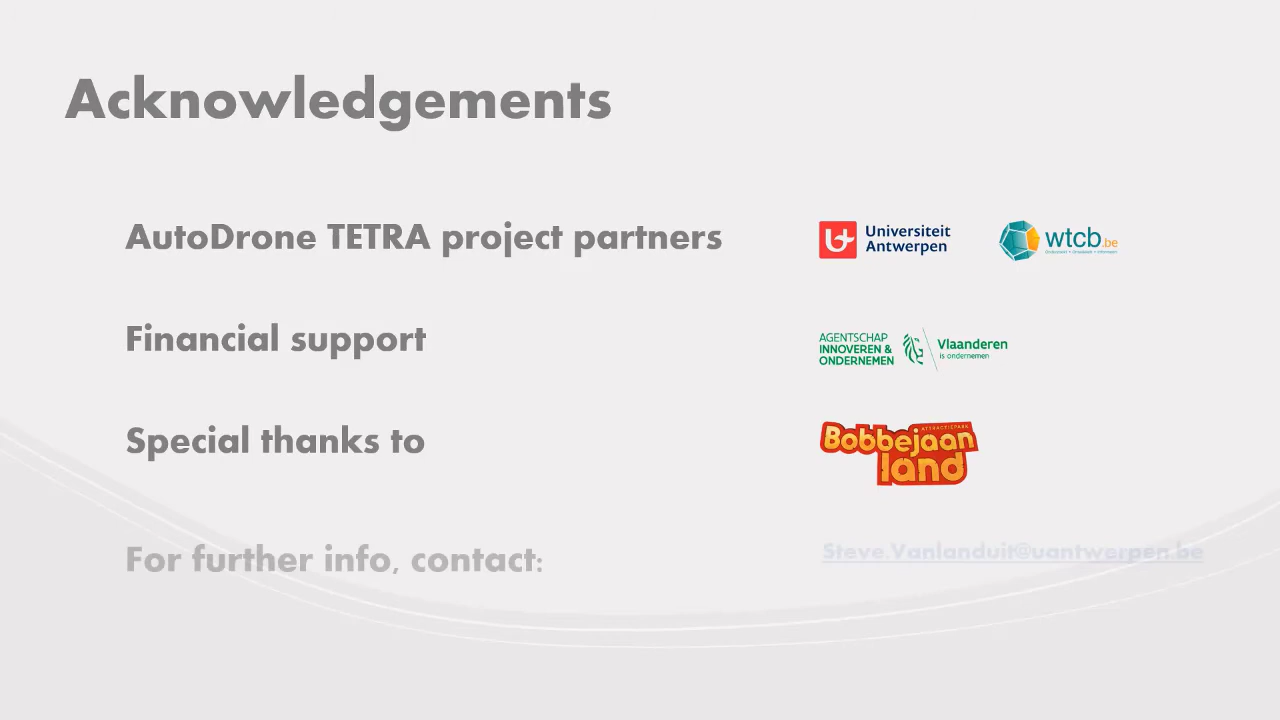 Acknowledgements
AutoDrone TETRA project partners
Universiteit
Antwerpen
wtcb.be
Financial support
AGENTSCHAP
INNOVEREN &
ONDERNEMEN
Vlaanderen
is ondernemen
Special thanks to
ATTRACTIEPARK
Bobbejaan
land
For further info, contact:
Steve.Vanlanduit@uantwerpen.be